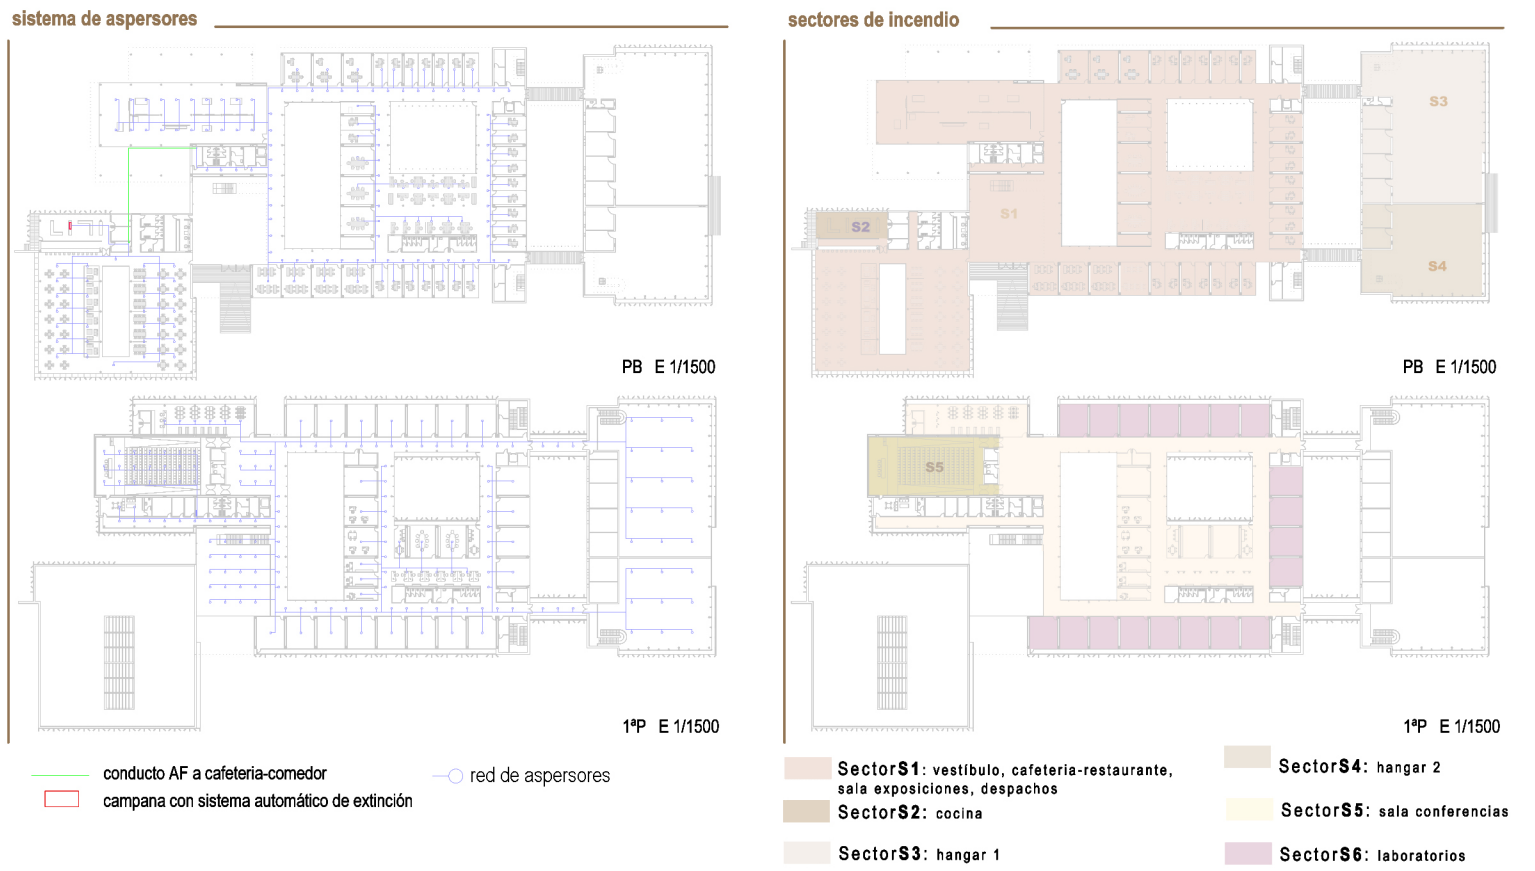 sistema de aspersores
sectores de incendio
S3
S1
S2
S4
PB E 1/1500
PB E 1/1500
S5
1ªP E 1/1500
1ªP E 1/1500
conducto AF a cafeteria-comedor
red de aspersores
campana con sistema automático de extinción
SectorS1: vestíbulo, cafeteria-restaurante,
sala exposiciones, despachos
SectorS2: cocina
SectorS3: hangar 1
SectorS4: hangar 2
SectorS5: sala conferencias
SectorS6: laboratorios